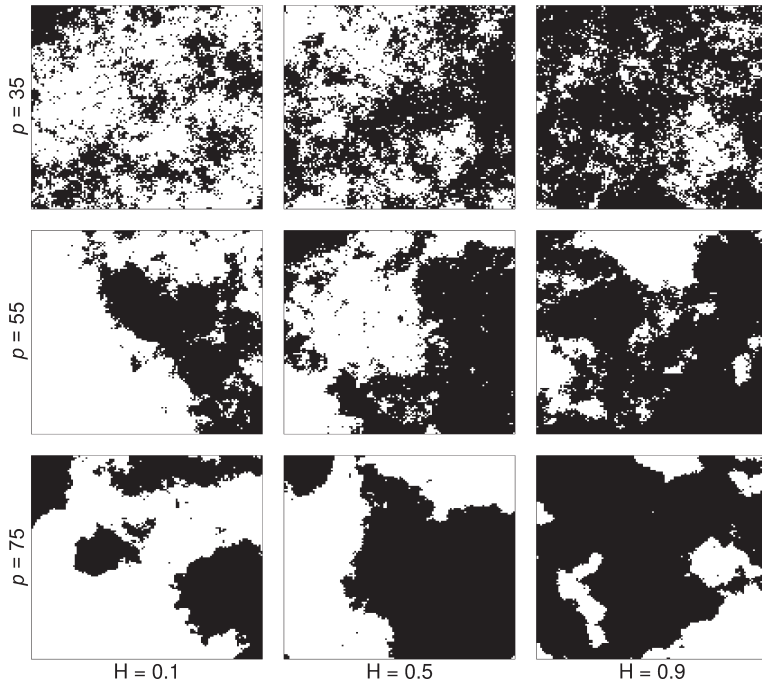 p = 35
p = 55
p = 75
H = 0.1
H = 0.5
H = 0.9